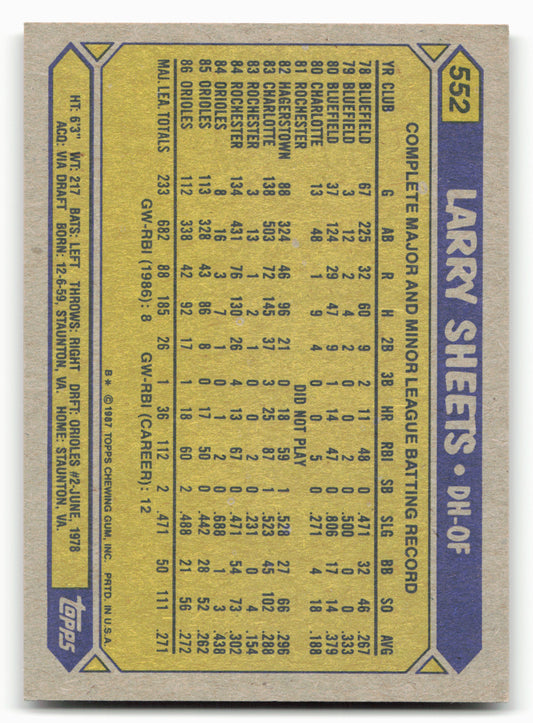 552 LARRY SHEETS • DH-OF
COMPLETE MAJOR AND MINOR LEAGUE BATTING RECORD
YR CLUB G AB R H 2B 3B HR RBI SB SLG BB SO AVG
78 BLUEFIELD 67 225 32 60 9 2 11 48 0 .471 32 46 .267
79 BLUEFIELD 3 12 2 4 2 0 0 2 0 .500 0 0 .333
80 BLUEFIELD 37 124 29 47 9 1 14 47 0 .806 17 14 .379
80 CHARLOTTE 13 48 1 9 4 0 0 5 0 .271 4 18 .188
81 ROCHESTER DID NOT PLAY
82 HAGERSTOWN 88 324 46 96 21 0 18 59 1 .528 27 66 .296
83 CHARLOTTE 138 503 72 145 37 3 25 87 1 .523 45 102 .288
83 ROCHESTER 3 13 1 2 1 0 0 2 0 .231 0 4 .154
84 ROCHESTER 134 431 76 130 26 4 13 67 0 .471 54 73 .302
84 ORIOLES 8 16 3 7 1 0 1 2 0 .688 1 3 .438
85 ORIOLES 113 328 43 86 8 0 17 50 0 .442 28 52 .262
86 ORIOLES 112 338 42 92 17 1 18 60 2 .488 21 56 .272
MAJ. LEA. TOTALS 233 682 88 185 26 1 36 112 2 .471 50 111 .271
GW-RBI (1986): 8 GW-RBI (CAREER): 12
B* ©1987 TOPPS CHEWING GUM, INC. PRTD. IN U.S.A.
HT: 6'3" WT: 217 BATS: LEFT THROWS: RIGHT DRFT: ORIOLES #2-JUNE, 1978
ACQ: VIA DRAFT BORN: 12-6-59, STAUNTON, VA. HOME: STAUNTON, VA.
topps